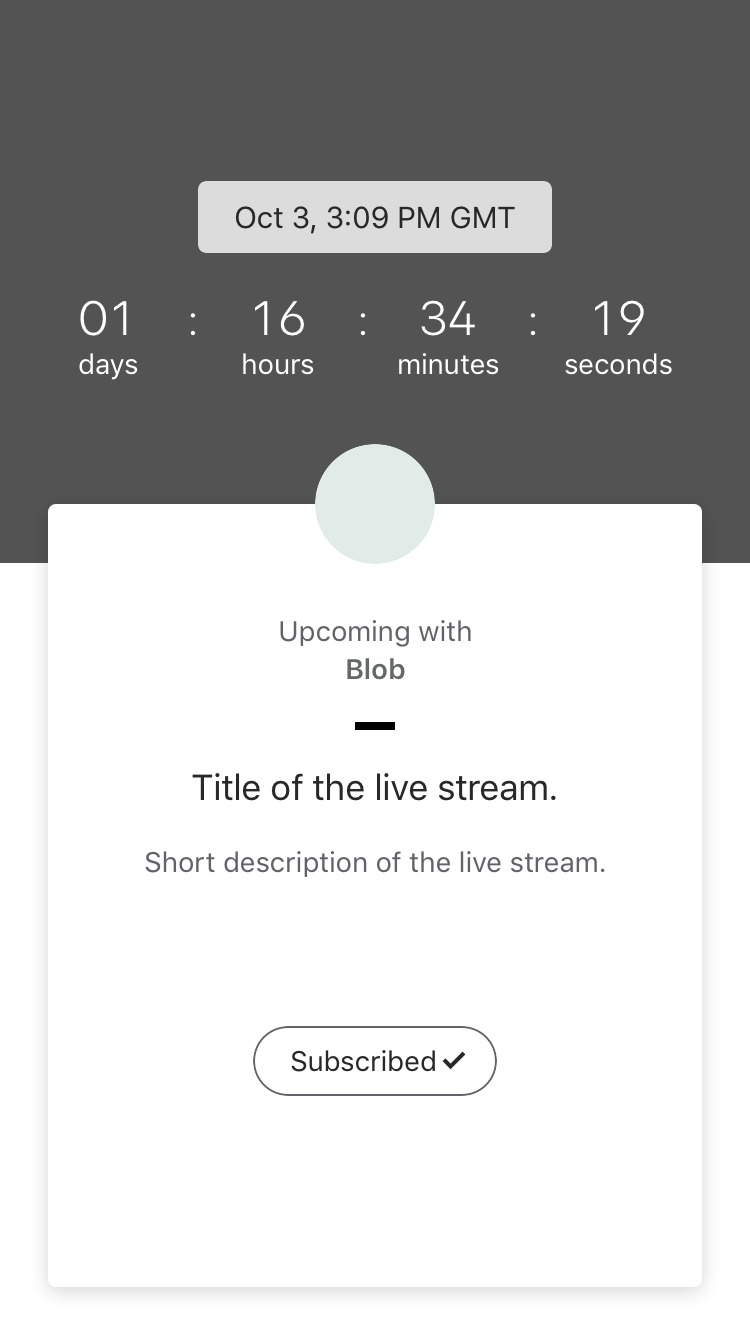 Oct 3, 3:09 PM GMT
01 : 16 : 34 : 19
days hours minutes seconds
Upcoming with
Blob
Title of the live stream.
Short description of the live stream.
Subscribed ✔